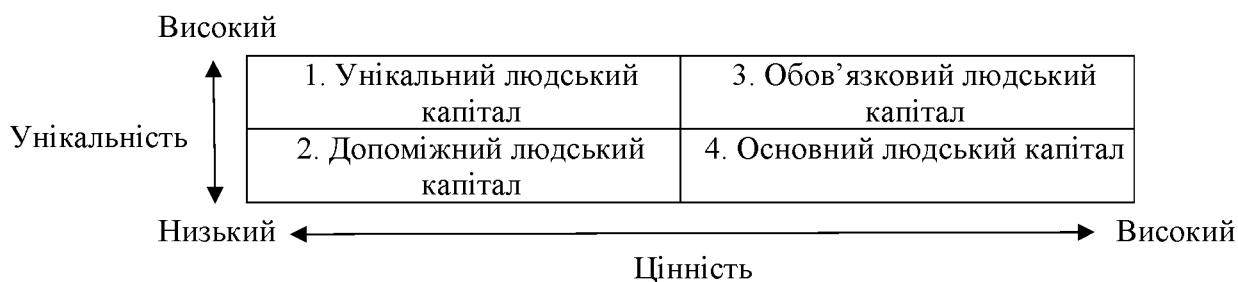 Високий
1. Унікальний людський
капітал
3. Обов’язковий людський
капітал
Унікальність
2. Допоміжний людський
капітал
4. Основний людський капітал
Низький
Високий
Цінність